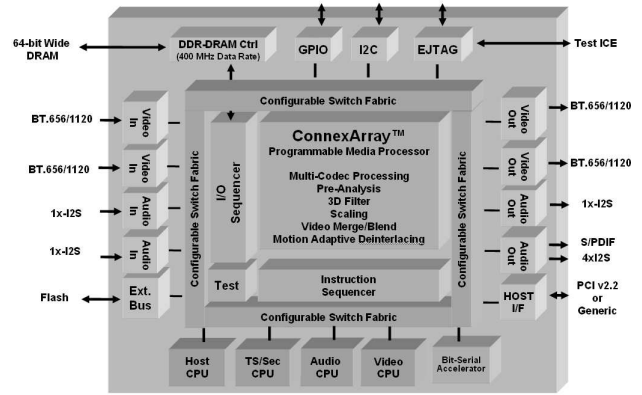 64-bit Wide
DRAM
DDR-DRAM Ctrl
(400 MHz Data Rate)
GPIO
I2C
EJTAG
Test ICE
Configurable Switch Fabric
BT.656/1120
Video
In
BT.656/1120
Video
In
1x-I2S
Audio
In
1x-I2S
Audio
In
Flash
Ext.
Bus
Configurable Switch Fabric
I/O
Sequencer
ConnexArray™
Programmable Media Processor
Multi-Codec Processing
Pre-Analysis
3D Filter
Scaling
Video Merge/Blend
Motion Adaptive Deinterlacing
Test
Instruction
Sequencer
Configurable Switch Fabric
Configurable Switch Fabric
Video
Out
BT.656/1120
Video
Out
BT.656/1120
Audio
Out
1x-I2S
Audio
Out
S/PDIF
4xI2S
HOST
I/F
PCI v2.2
or
Generic
Host
CPU
TS/Sec
CPU
Audio
CPU
Video
CPU
Bit-Serial
Accelerator